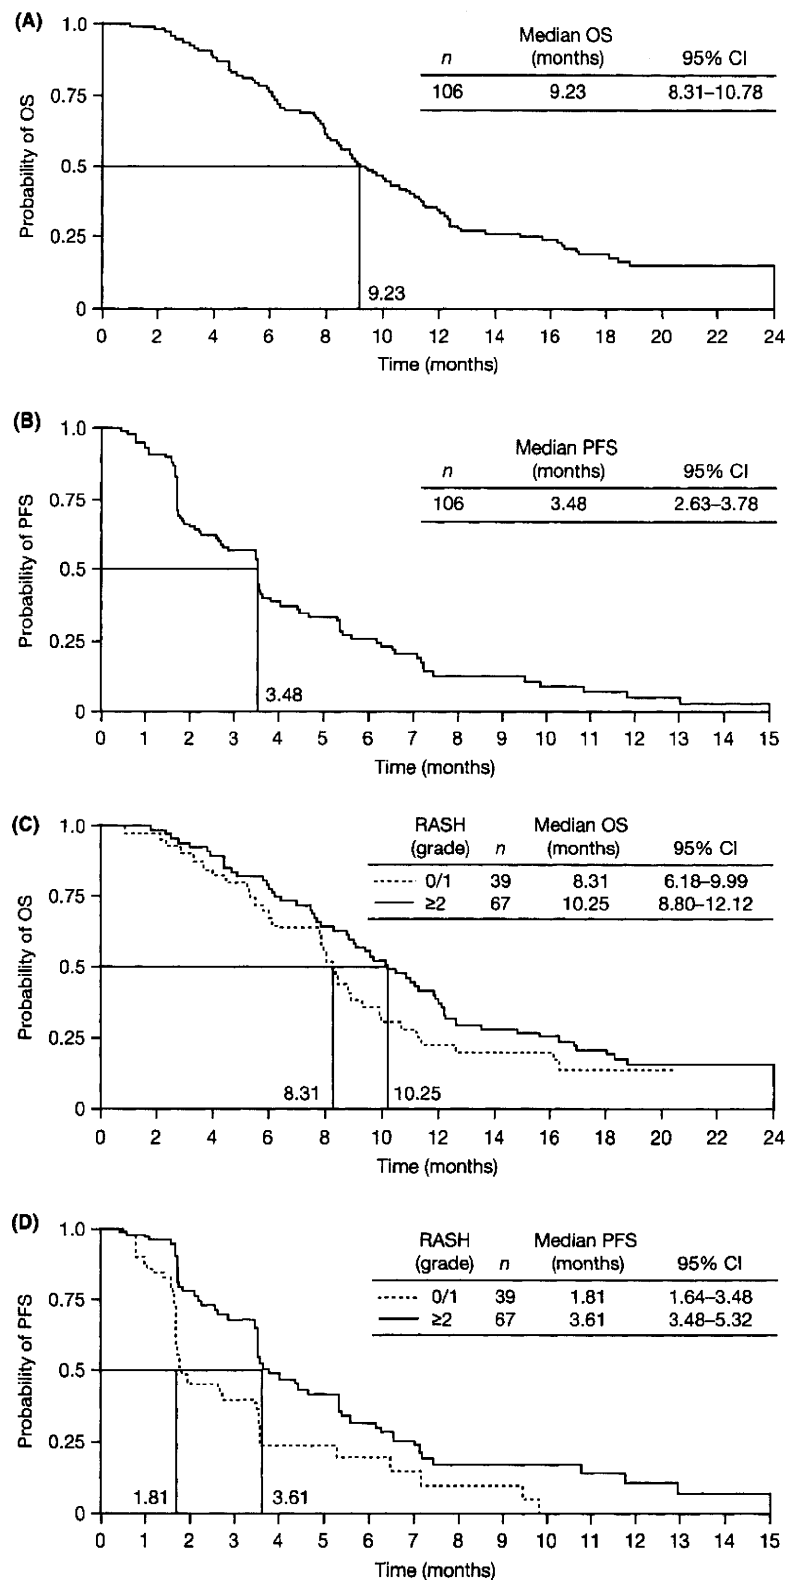 (A)
Probability of OS
1.0
0.75
0.5
0.25
0
n Median OS (months) 95% CI
106 9.23 8.31–10.78
9.23
0 2 4 6 8 10 12 14 16 18 20 22 24
Time (months)
(B)
Probability of PFS
1.0
0.75
0.5
0.25
0
n Median PFS (months) 95% CI
106 3.48 2.63–3.78
3.48
0 1 2 3 4 5 6 7 8 9 10 11 12 13 14 15
Time (months)
(C)
Probability of OS
1.0
0.75
0.5
0.25
0
RASH (grade) n Median OS (months) 95% CI
0/1 39 8.31 6.18–9.99
≥2 67 10.25 8.80–12.12
8.31 10.25
0 2 4 6 8 10 12 14 16 18 20 22 24
Time (months)
(D)
Probability of PFS
1.0
0.75
0.5
0.25
0
RASH (grade) n Median PFS (months) 95% CI
0/1 39 1.81 1.64–3.48
≥2 67 3.61 3.48–5.32
1.81 3.61
0 1 2 3 4 5 6 7 8 9 10 11 12 13 14 15
Time (months)